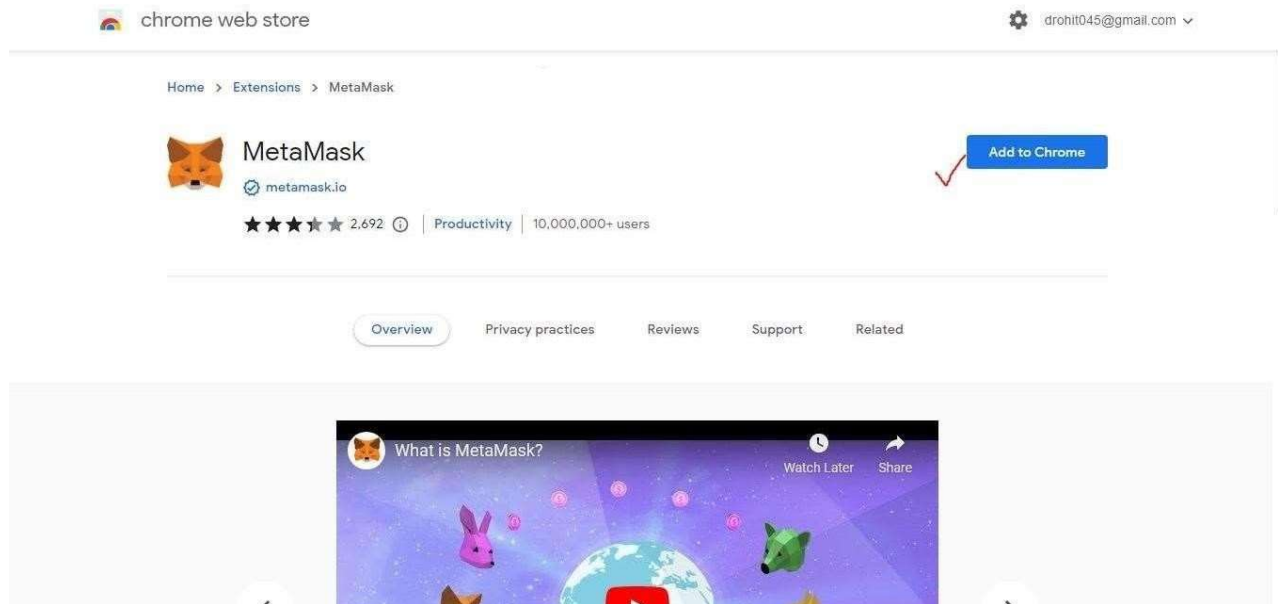 chrome web store
drohit045@gmail.com
Home > Extensions > MetaMask
MetaMask
Add to Chrome
metamask.io
2,692 Productivity 10,000,000+ users
Overview Privacy practices Reviews Support Related
What is MetaMask?
Watch Later Share